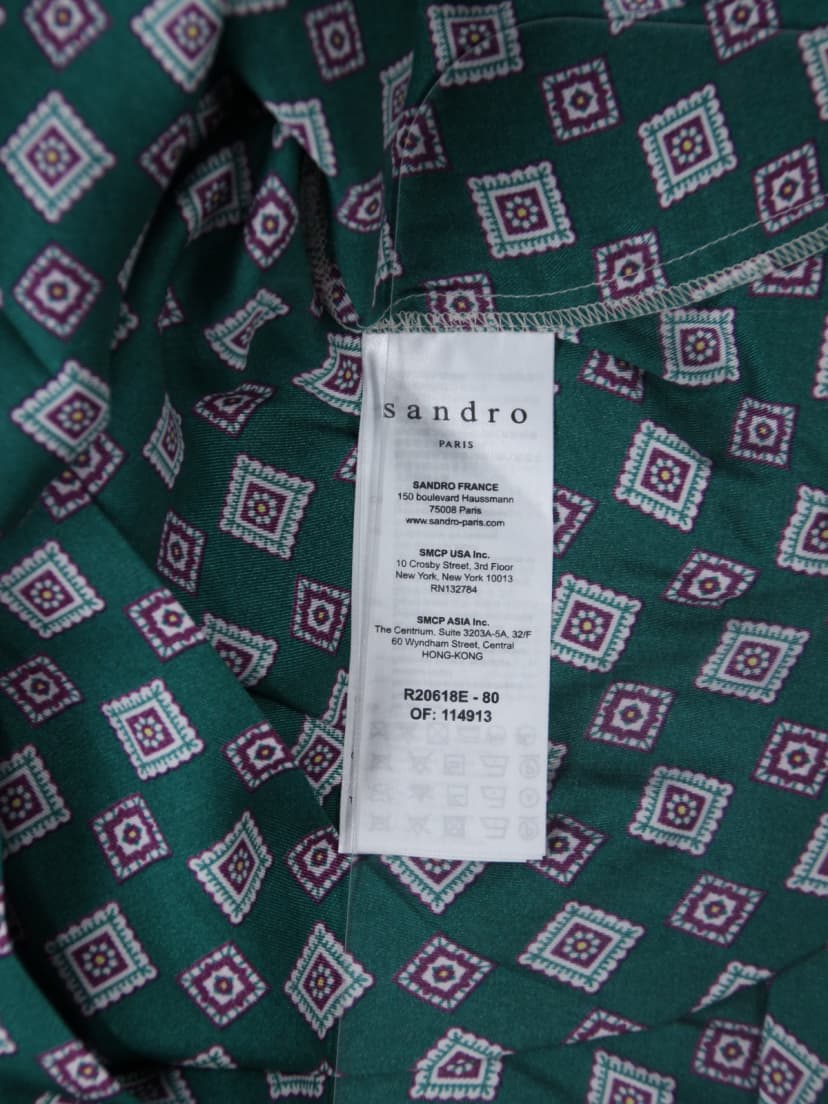 sandro
PARIS
SANDRO FRANCE
150 boulevard Haussmann
75008 Paris
www.sandro-paris.com
SMCP USA Inc.
10 Crosby Street, 3rd Floor
New York, New York 10013
RN132784
SMCP ASIA Inc.
The Centrium, Suite 3203A-5A, 32/F
60 Wyndham Street, Central
HONG-KONG
R20618E - 80
OF: 114913